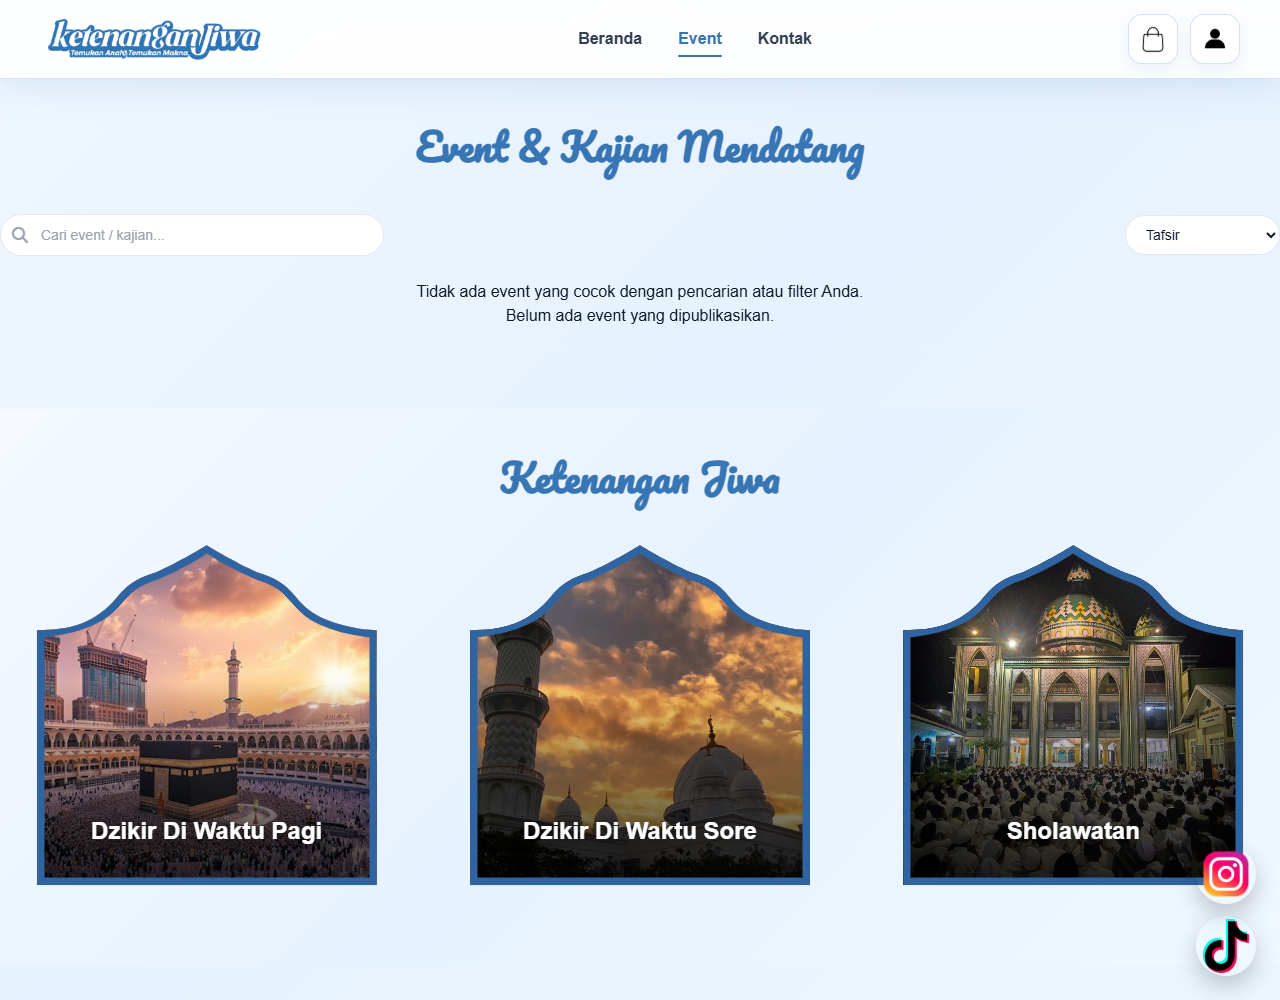 ketenangan Jiwa
Temukan Arah, Temukan Makna
Beranda
Event
Kontak
Event & Kajian Mendatang
Cari event / kajian...
Tafsir
Tidak ada event yang cocok dengan pencarian atau filter Anda.
Belum ada event yang dipublikasikan.
Ketenangan Jiwa
Dzikir Di Waktu Pagi
Dzikir Di Waktu Sore
Sholawatan